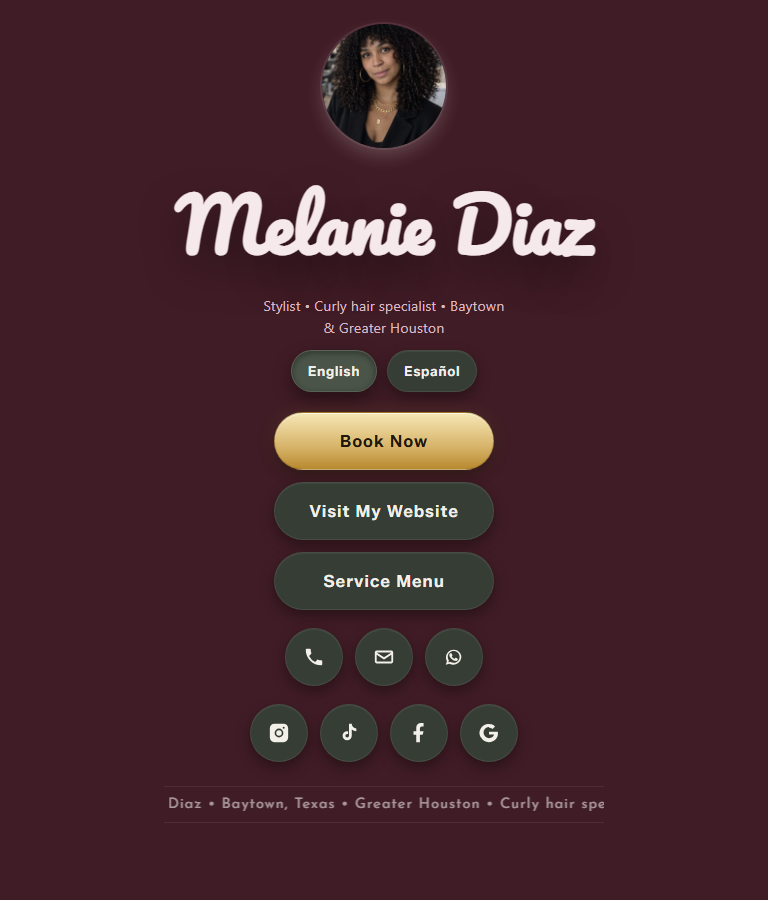 Melanie Diaz
Stylist • Curly hair specialist • Baytown
& Greater Houston
English Español
Book Now
Visit My Website
Service Menu
Diaz • Baytown, Texas • Greater Houston • Curly hair spe